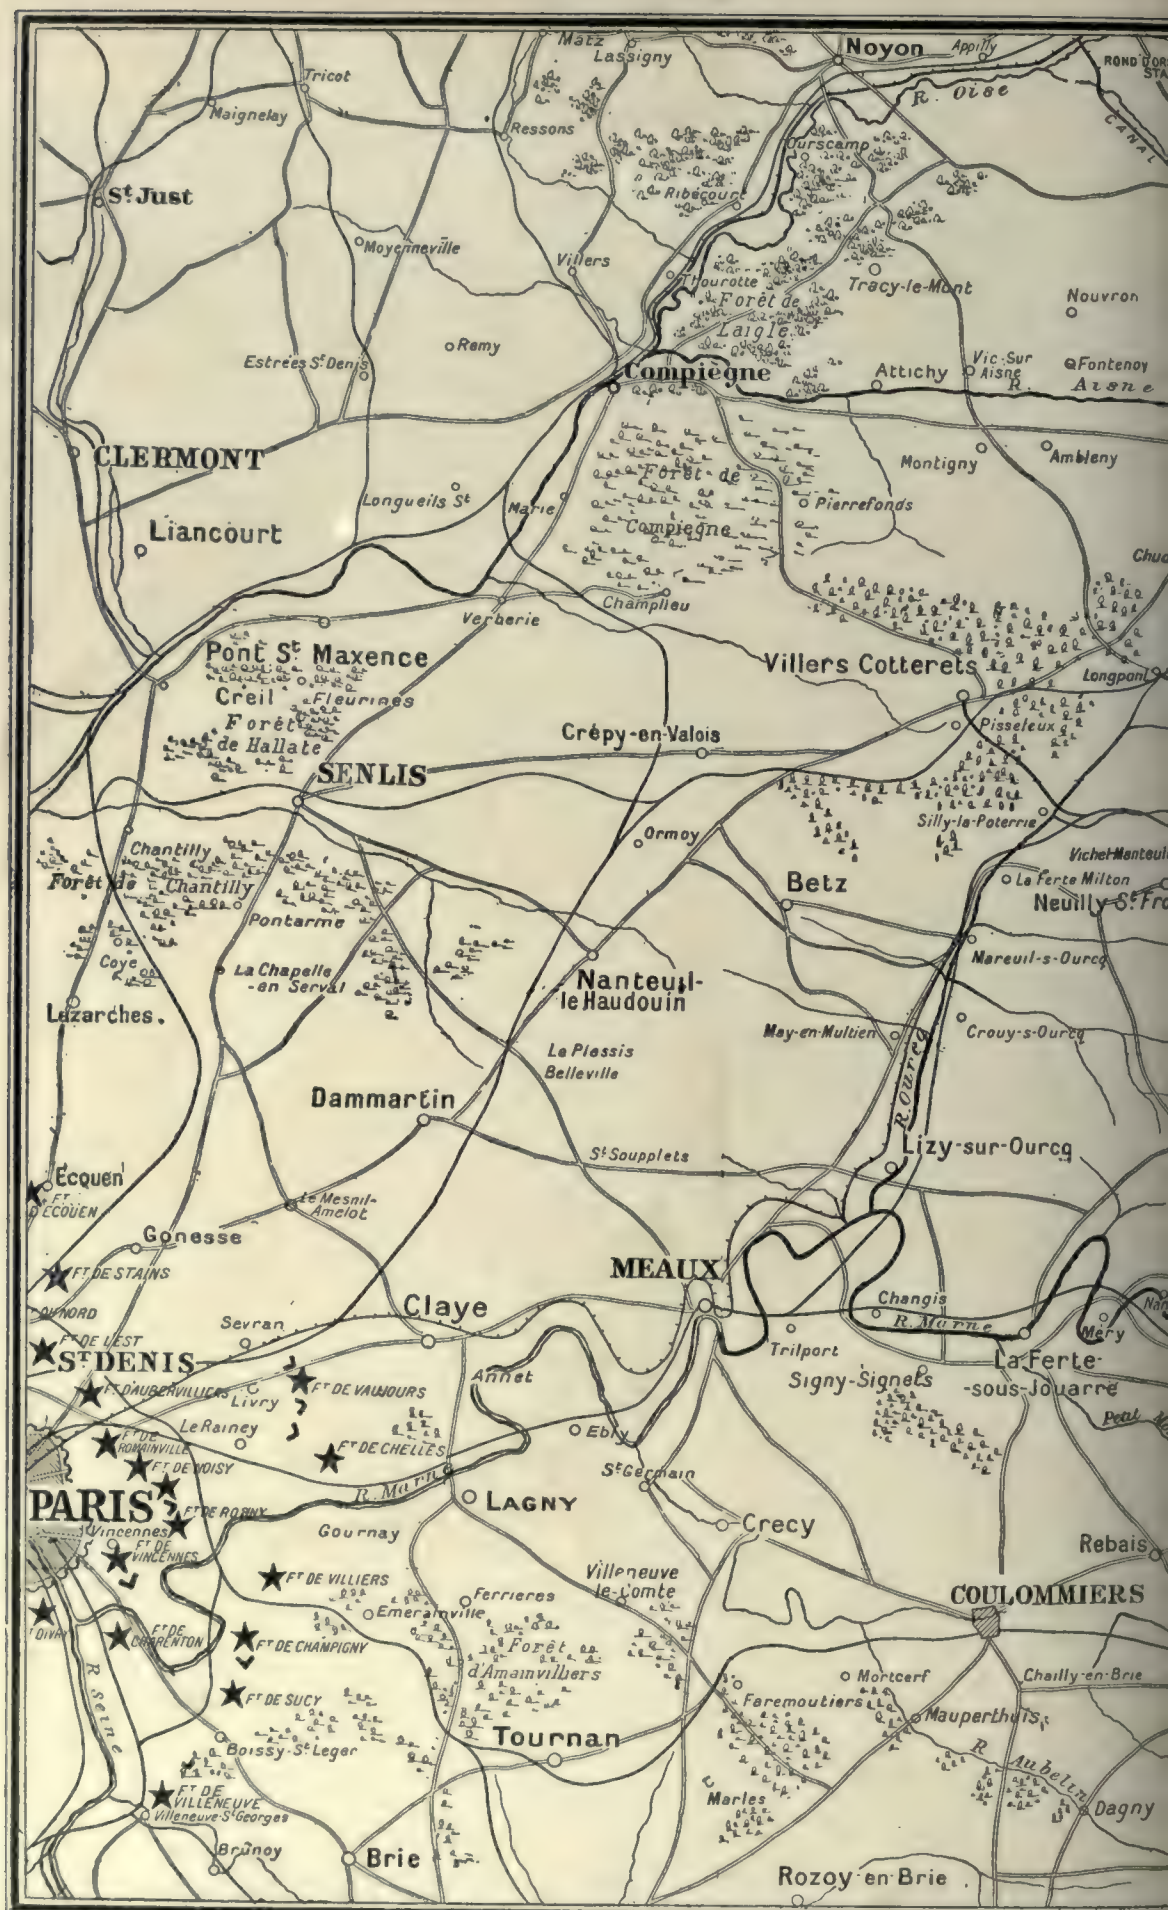 Matz
Lassigny
Noyon
Appilly
R. Oise
CANAL
Tricot
Maignelay
Ressons
Ourscamp
Ribécourt
St. Just
Moyenneville
Villers
Thourotte
Forêt de
Laigle
Tracy-le-Mont
Nouvron
Estrées St Denis
Remy
Compiègne
Attichy
Vic-Sur
Aisne
Fontenoy
R. Aisne
CLERMONT
Montigny
Ambleny
Longueils St
Marie
Forêt de
Compiegne
Pierrefonds
Liancourt
Verberie
Champlieu
Pont St. Maxence
Villers Cotterets
Longpont
Creil
Fleurines
Forêt
de Hallate
Pisseleux
Crépy-en-Valois
SENLIS
Silly-la-Poterrie
Ormoy
Chantilly
Forêt de
Chantilly
Pontarme
Betz
La Ferte Milton
Coye
La Chapelle
-en Serval
Nanteuil-
le Haudouin
Mareuil-s-Ourcq
Luzarches.
May-en-Multien
Crouy-s-Ourcq
Le Plessis
Belleville
R. Ourcq
Dammartin
St Soupplets
Lizy-sur-Ourcq
Ecquen
FT
D'ECOUEN
Le Mesnil-
Amelot
Gonesse
FT DE STAINS
MEAUX
Claye
Changis
R. Marne
Méry
Sevran
FT DE L'EST
ST DENIS
Trilport
La Ferte-
-sous-Jouarre
Signy-Signets
Annet
FT D'AUBERVILLIERS
Livry
FT DE VAUJOURS
Le Rainey
FT DE
ROMAINVILLE
FT DE NOISY
FT DE CHELLES
Ebly
Petit
R. Marne
St Germain
PARIS
FT DE ROSNY
LAGNY
Gournay
Crecy
Vincennes
FT DE
VINCENNES
Rebais
FT DE VILLIERS
Villeneuve
le-Comte
Ferrieres
Emerainville
COULOMMIERS
FT DE
CHARENTON
FT DE CHAMPIGNY
Forêt
d'Amainvilliers
R Seine
Mortcerf
Chailly-en-Brie
FT DE SUCY
Faremoutiers
Mauperthuis
Boissy-St Leger
Tournan
R Aubelin
FT DE
VILLENEUVE
Villeneuve-St Georges
Marles
Dagny
Brunoy
Brie
Rozoy-en-Brie